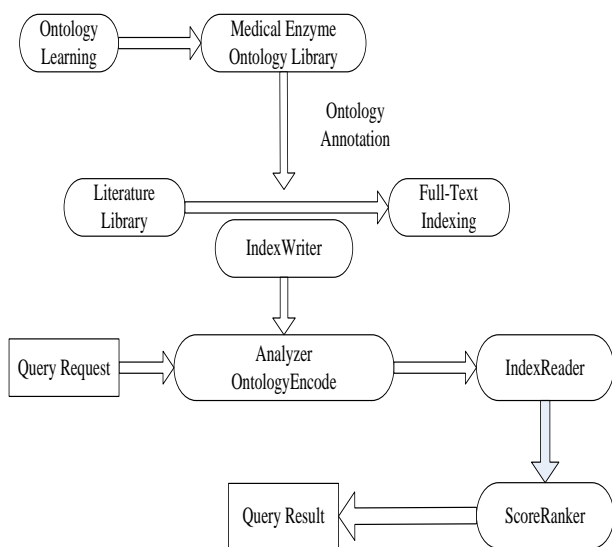 Ontology
Learning
Medical Enzyme
Ontology Library
Ontology
Annotation
Literature
Library
Full-Text
Indexing
IndexWriter
Query Request
Analyzer
OntologyEncode
IndexReader
Query Result
ScoreRanker